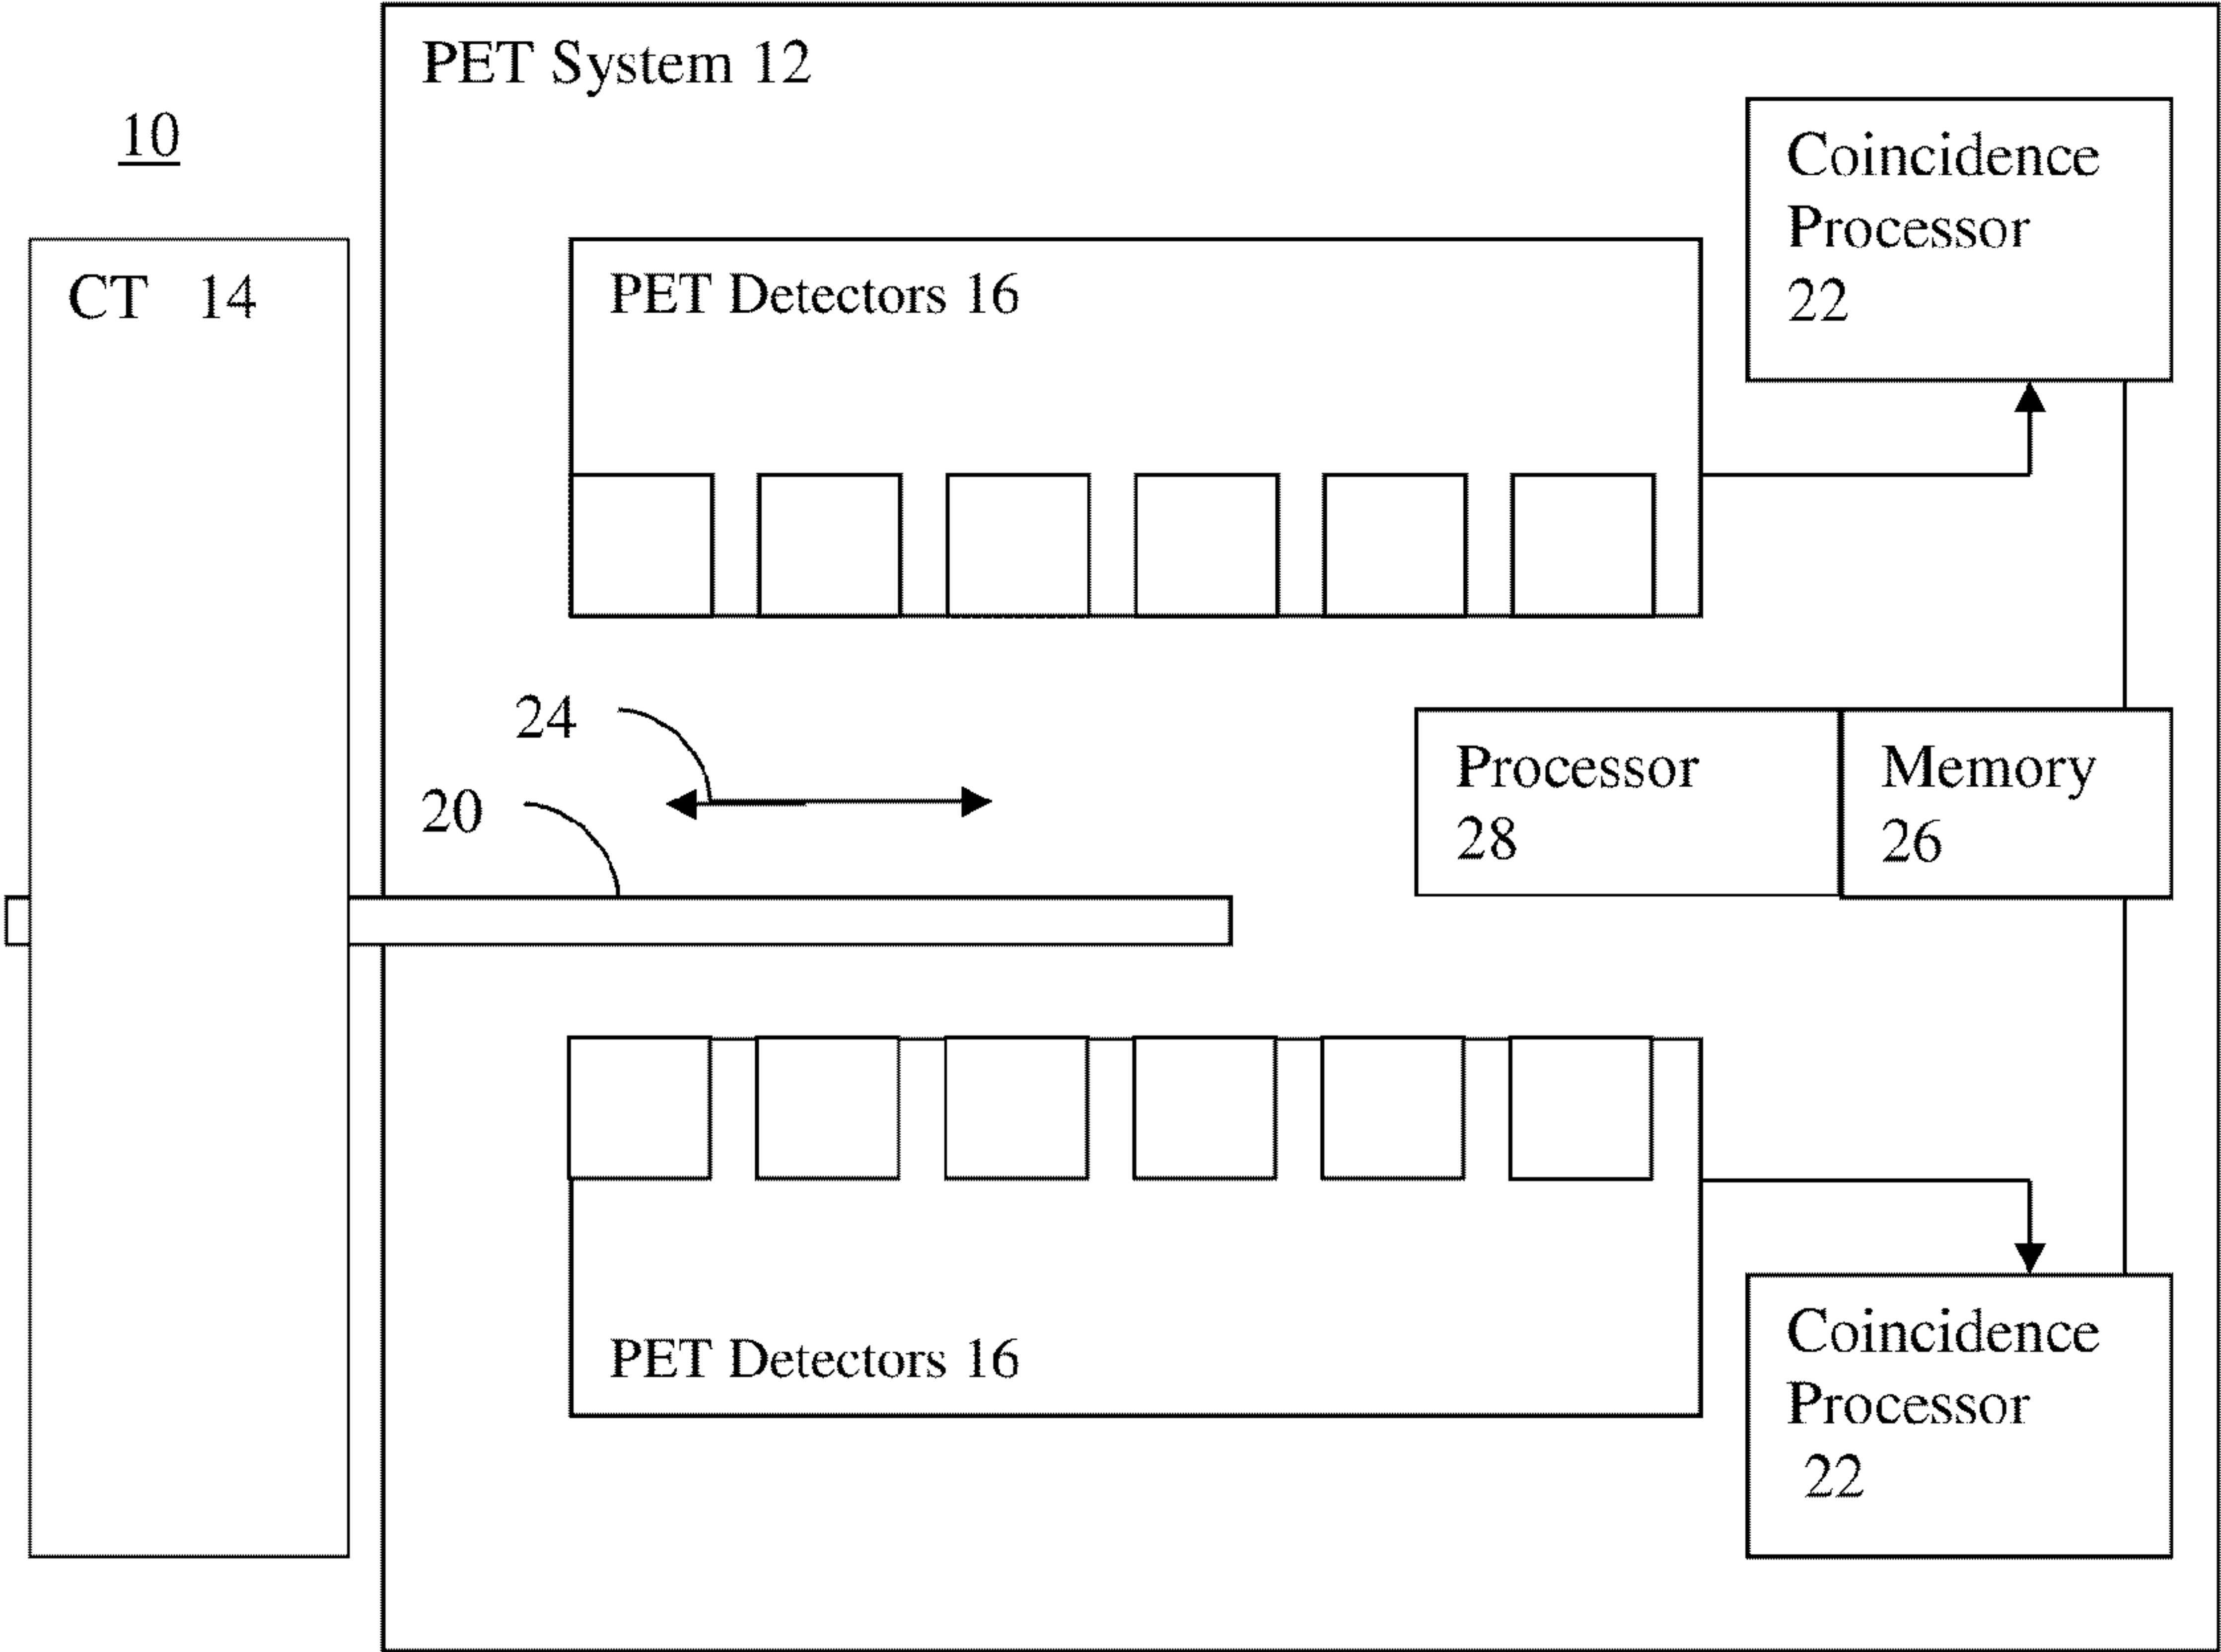 PET System 12
10
Coincidence
Processor
22
CT 14
PET Detectors 16
24
20
Processor
28
Memory
26
PET Detectors 16
Coincidence
Processor
22